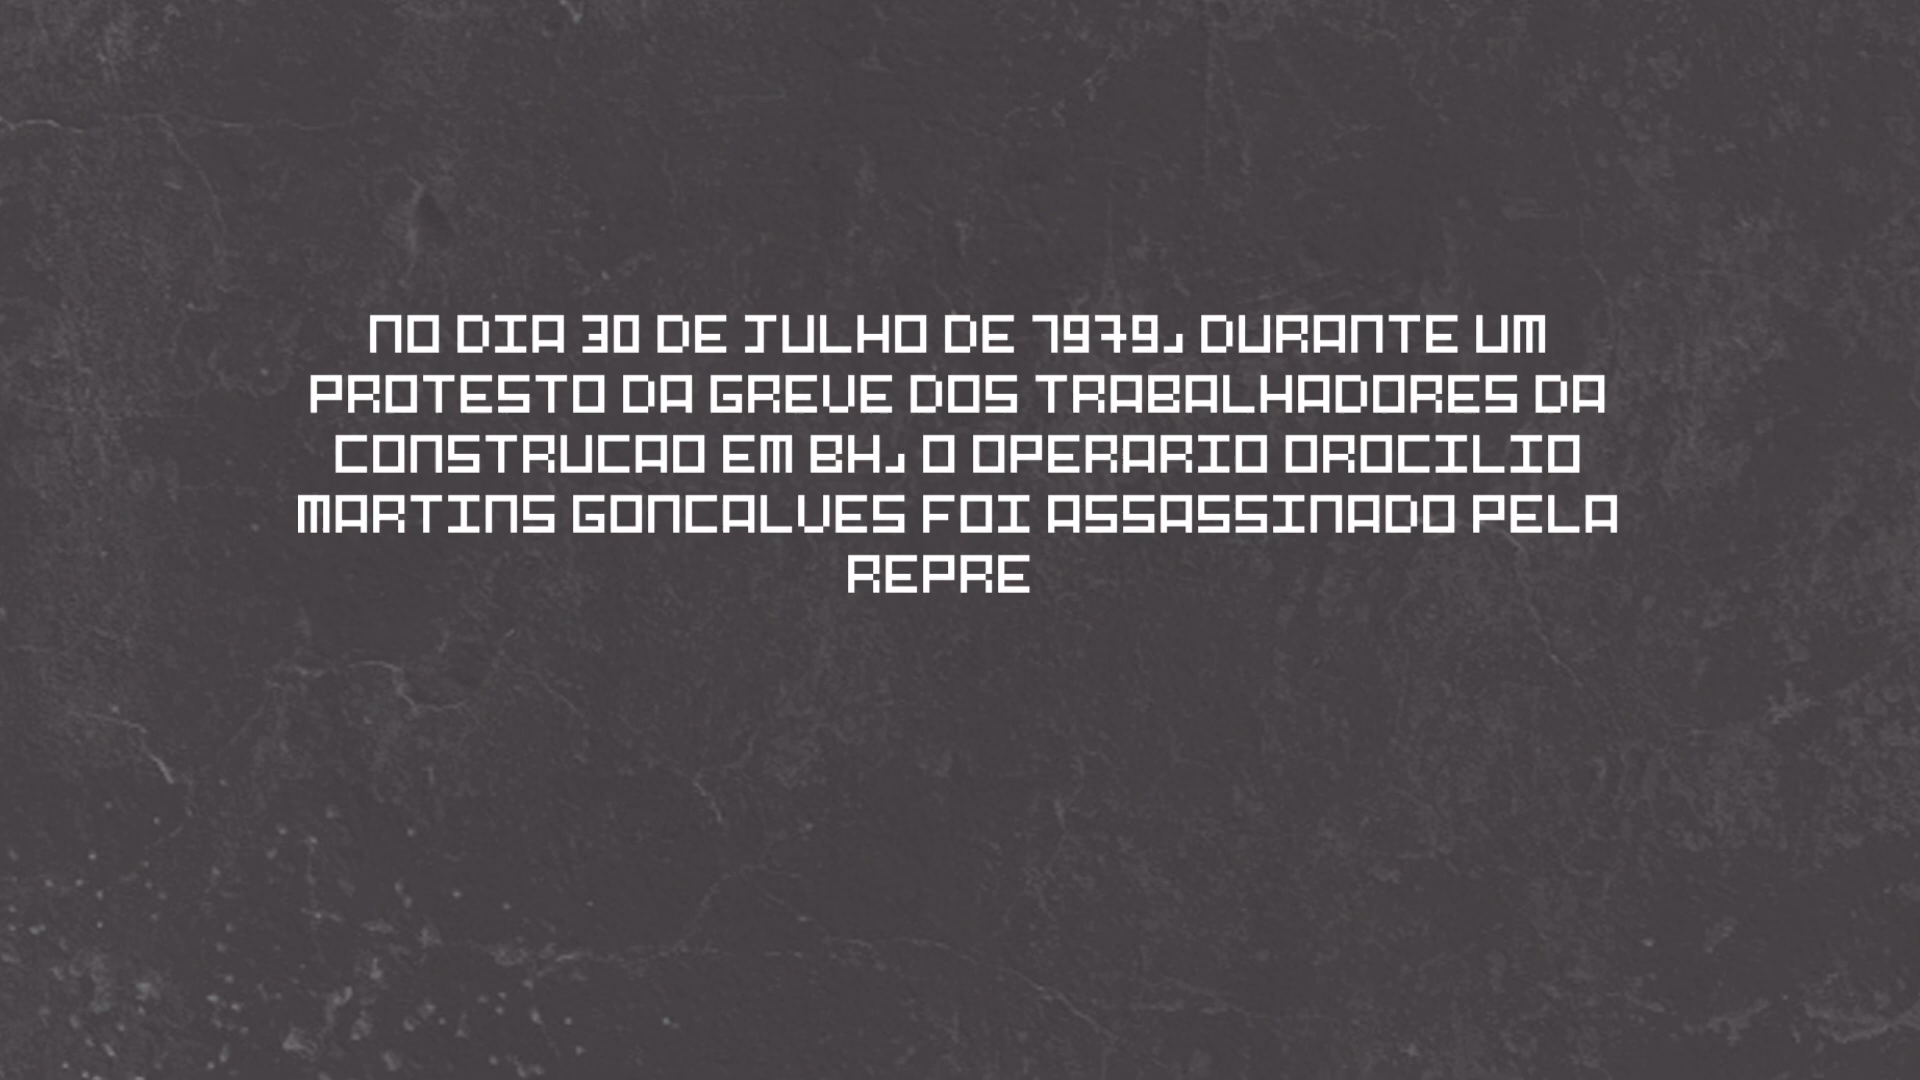 NO DIA 30 DE JULHO DE 1979, DURANTE UM
PROTESTO DA GREVE DOS TRABALHADORES DA
CONSTRUCAO EM BH, O OPERARIO OROCILIO
MARTINS GONCALVES FOI ASSASSINADO PELA
REPRE